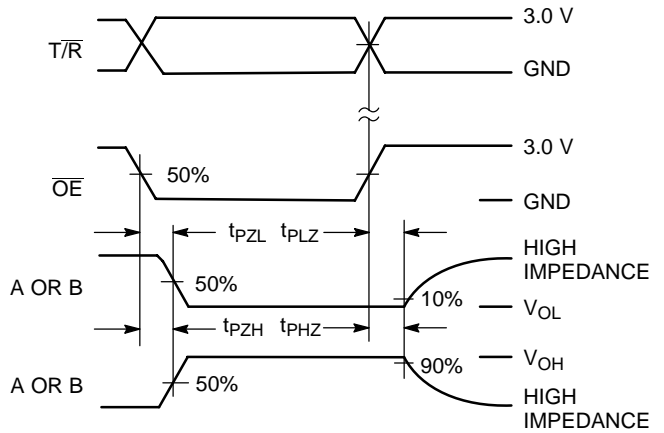 3.0 V
T/R̅
GND
3.0 V
O̅E̅
50%
GND
tPZL tPLZ
HIGH
IMPEDANCE
A OR B
50%
10%
VOL
tPZH tPHZ
90%
VOH
A OR B
50%
HIGH
IMPEDANCE